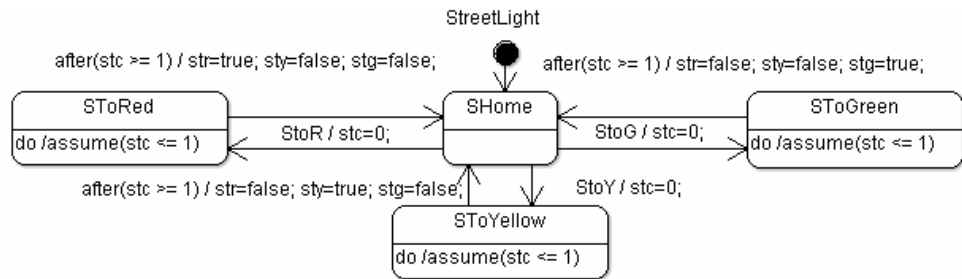 StreetLight
after(stc >= 1) / str=true; sty=false; stg=false;
after(stc >= 1) / str=false; sty=false; stg=true;
SToRed
do /assume(stc <= 1)
SHome
SToGreen
do /assume(stc <= 1)
StoR / stc=0;
StoG / stc=0;
after(stc >= 1) / str=false; sty=true; stg=false;
StoY / stc=0;
SToYellow
do /assume(stc <= 1)